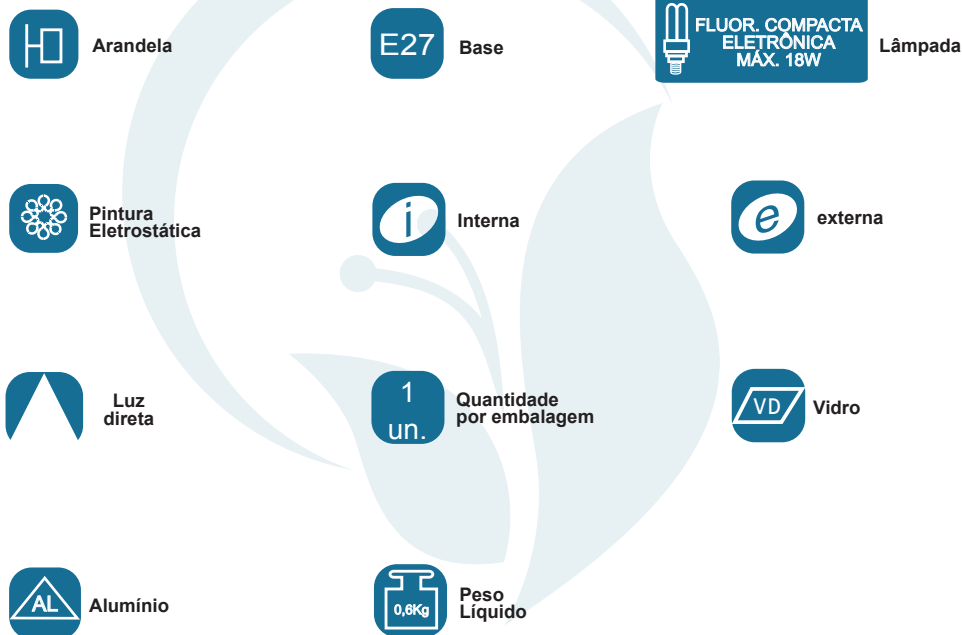 Arandela
E27
Base
FLUOR. COMPACTA
ELETRÔNICA
MÁX. 18W
Lâmpada
Pintura
Eletrostática
i
Interna
e
externa
Luz
direta
1
un.
Quantidade
por embalagem
VD
Vidro
AL
Alumínio
0,6Kg
Peso
Líquido